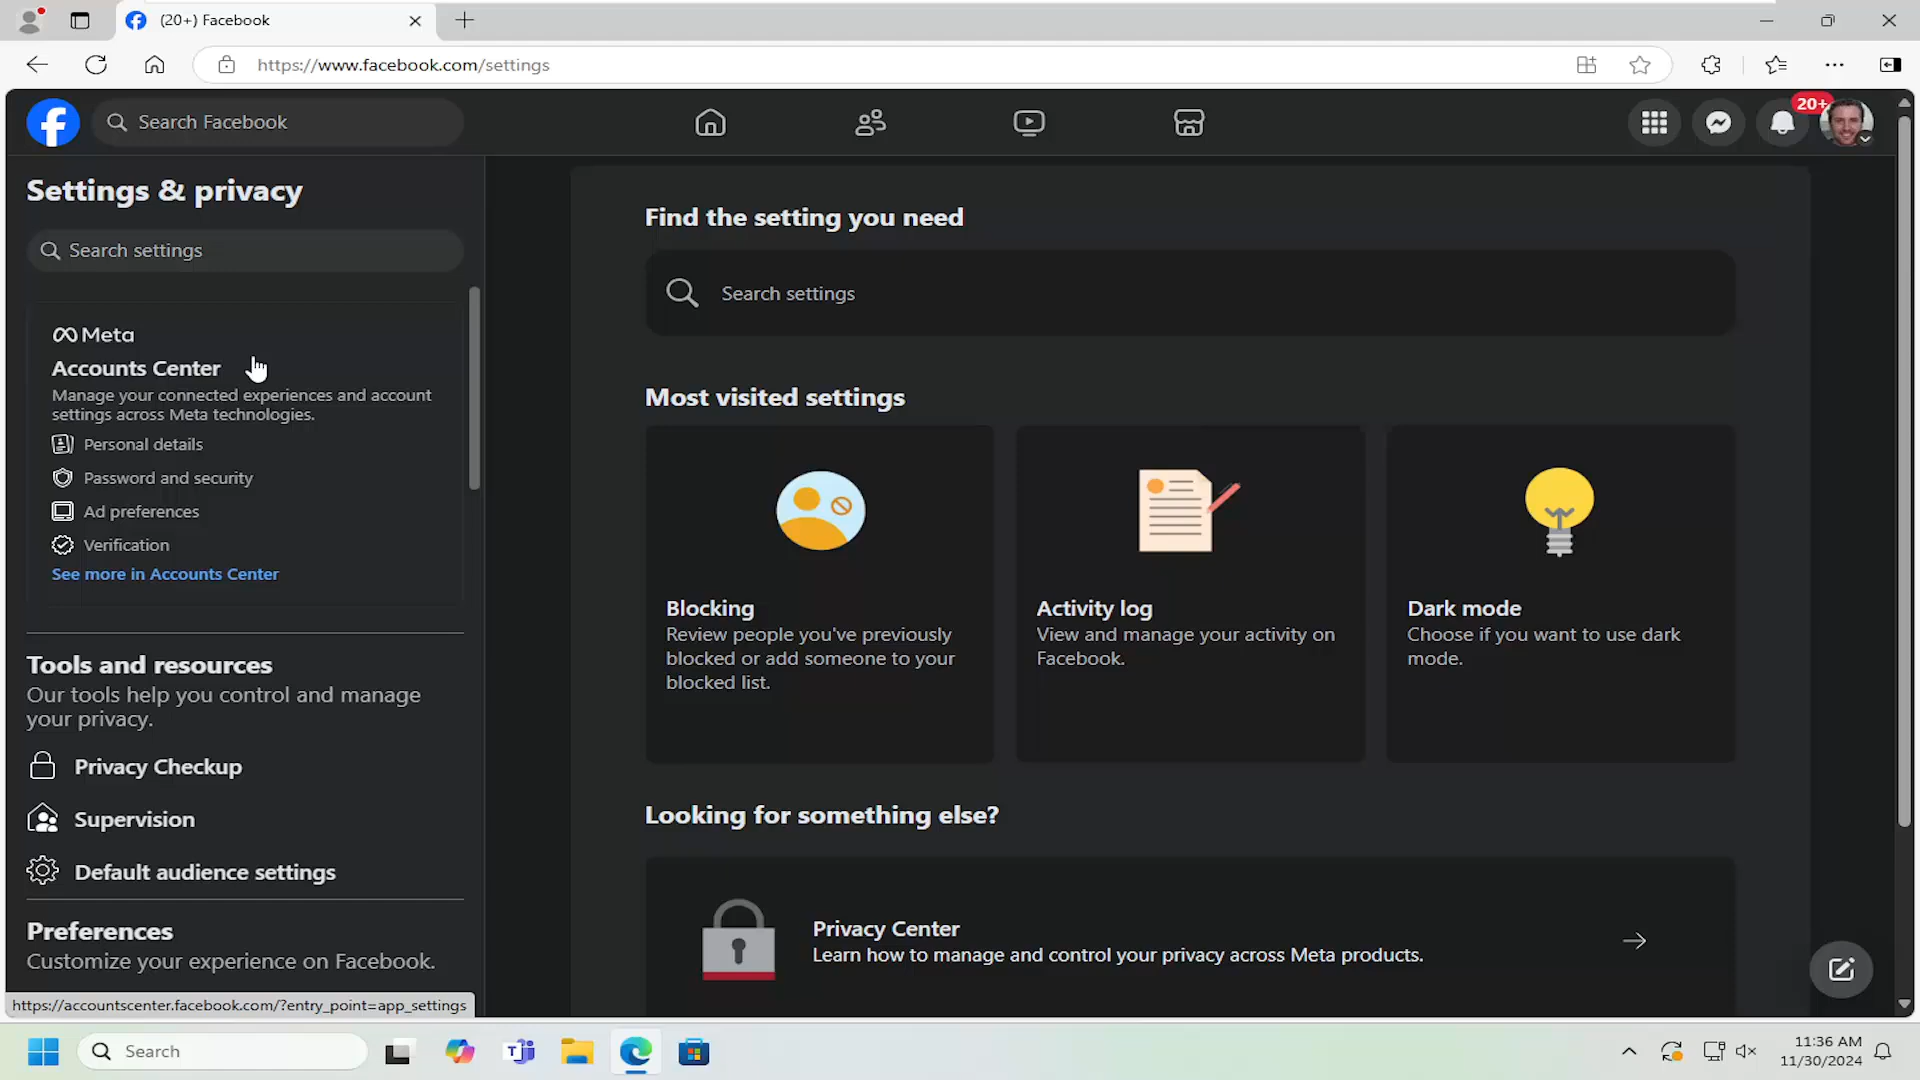 (20+) Facebook
https://www.facebook.com/settings
Search Facebook
20+
Settings & privacy
Search settings
Meta
Accounts Center
Manage your connected experiences and account
settings across Meta technologies.
Personal details
Password and security
Ad preferences
Verification
See more in Accounts Center
Tools and resources
Our tools help you control and manage
your privacy.
Privacy Checkup
Supervision
Default audience settings
Preferences
Customize your experience on Facebook.
https://accountscenter.facebook.com/?entry_point=app_settings
Find the setting you need
Search settings
Most visited settings
Blocking
Review people you've previously
blocked or add someone to your
blocked list.
Activity log
View and manage your activity on
Facebook.
Dark mode
Choose if you want to use dark
mode.
Looking for something else?
Privacy Center
Learn how to manage and control your privacy across Meta products.
Search
11:36 AM
11/30/2024